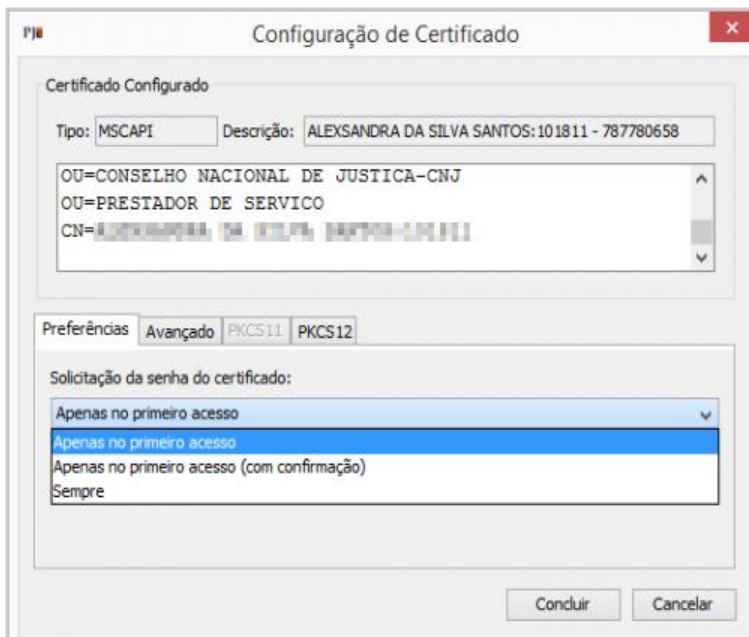 PJe
Configuração de Certificado
Certificado Configurado
Tipo: MSCAPI Descrição: ALEXSANDRA DA SILVA SANTOS:101811 - 787780658
OU=CONSELHO NACIONAL DE JUSTICA-CNJ
OU=PRESTADOR DE SERVICO
CN=
Preferências Avançado PKCS11 PKCS12
Solicitação da senha do certificado:
Apenas no primeiro acesso
Apenas no primeiro acesso
Apenas no primeiro acesso (com confirmação)
Sempre
Concluir Cancelar